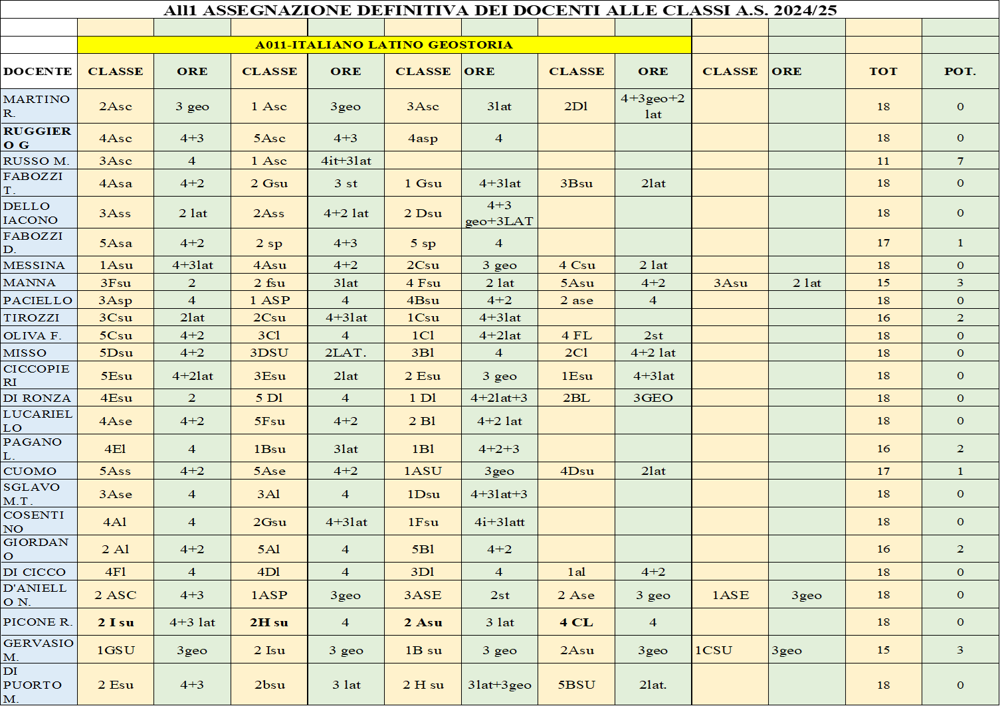 All1 ASSEGNAZIONE DEFINITIVA DEI DOCENTI ALLE CLASSI A.S. 2024/25
A011-ITALIANO LATINO GEOSTORIA
DOCENTE CLASSE ORE CLASSE ORE CLASSE ORE CLASSE ORE CLASSE ORE TOT POT.
MARTINO R. 2Asc 3 geo 1 Asc 3geo 3Asc 3lat 2Dl 4+3geo+2 lat 18 0
RUGGIERO G 4Asc 4+3 5Asc 4+3 4asp 4 18 0
RUSSO M. 3Asc 4 1 Asc 4it+3lat 11 7
FABOZZI T. 4Asa 4+2 2 Gsu 3 st 1 Gsu 4+3lat 3Bsu 2lat 18 0
DELLO IACONO 3Ass 2 lat 2Ass 4+2 lat 2 Dsu 4+3 geo+3LAT 18 0
FABOZZI D. 5Asa 4+2 2 sp 4+3 5 sp 4 17 1
MESSINA 1Asu 4+3lat 4Asu 4+2 2Csu 3 geo 4 Csu 2 lat 18 0
MANNA 3Fsu 2 2 fsu 3lat 4 Fsu 2 lat 5Asu 4+2 3Asu 2 lat 15 3
PACIELLO 3Asp 4 1 ASP 4 4Bsu 4+2 2 ase 4 18 0
TIROZZI 3Csu 2lat 2Csu 4+3lat 1Csu 4+3lat 16 2
OLIVA F. 5Csu 4+2 3Cl 4 1Cl 4+2lat 4 FL 2st 18 0
MISSO 5Dsu 4+2 3DSU 2LAT. 3Bl 4 2Cl 4+2 lat 18 0
CICCOPIERI 5Esu 4+2lat 3Esu 2lat 2 Esu 3 geo 1Esu 4+3lat 18 0
DI RONZA 4Esu 2 5 Dl 4 1 Dl 4+2lat+3 2BL 3GEO 18 0
LUCARIELLO 4Ase 4+2 5Fsu 4+2 2 Bl 4+2 lat 18 0
PAGANO L. 4El 4 1Bsu 3lat 1Bl 4+2+3 16 2
CUOMO 5Ass 4+2 5Ase 4+2 1ASU 3geo 4Dsu 2lat 17 1
SGLAVO M.T. 3Ase 4 3Al 4 1Dsu 4+3lat+3 18 0
COSENTINO 4Al 4 2Gsu 4+3lat 1Fsu 4i+3latt 18 0
GIORDANO 2 Al 4+2 5Al 4 5Bl 4+2 16 2
DI CICCO 4Fl 4 4Dl 4 3Dl 4 1al 4+2 18 0
D'ANIELLO N. 2 ASC 4+3 1ASP 3geo 3ASE 2st 2 Ase 3 geo 1ASE 3geo 18 0
PICONE R. 2 I su 4+3 lat 2H su 4 2 Asu 3 lat 4 CL 4 18 0
GERVASIO M. 1GSU 3geo 2 Isu 3 geo 1B su 3 geo 2Asu 3geo 1CSU 3geo 15 3
DI PUORTO M. 2 Esu 4+3 2bsu 3 lat 2 H su 3lat+3geo 5BSU 2lat. 18 0